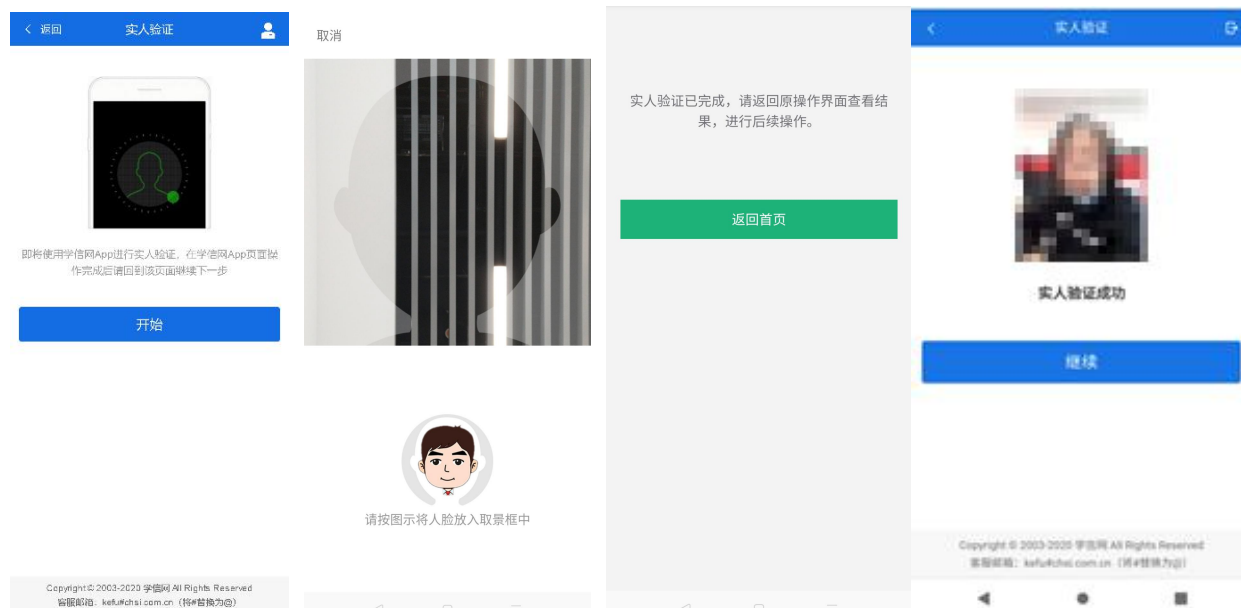 返回
实人验证
即将使用学信网App进行实人验证，在学信网App页面操
作完成后请回到该页面继续下一步
开始
Copyright © 2003-2020 学信网 All Rights Reserved
客服邮箱：kefu#chsi.com.cn（将#替换为@）
取消
请按图示将人脸放入取景框中
实人验证已完成，请返回原操作界面查看结
果，进行后续操作。
返回首页
实人验证
实人验证成功
继续
Copyright © 2003-2020 学信网 All Rights Reserved
客服邮箱：kefu#chsi.com.cn（将#替换为@）